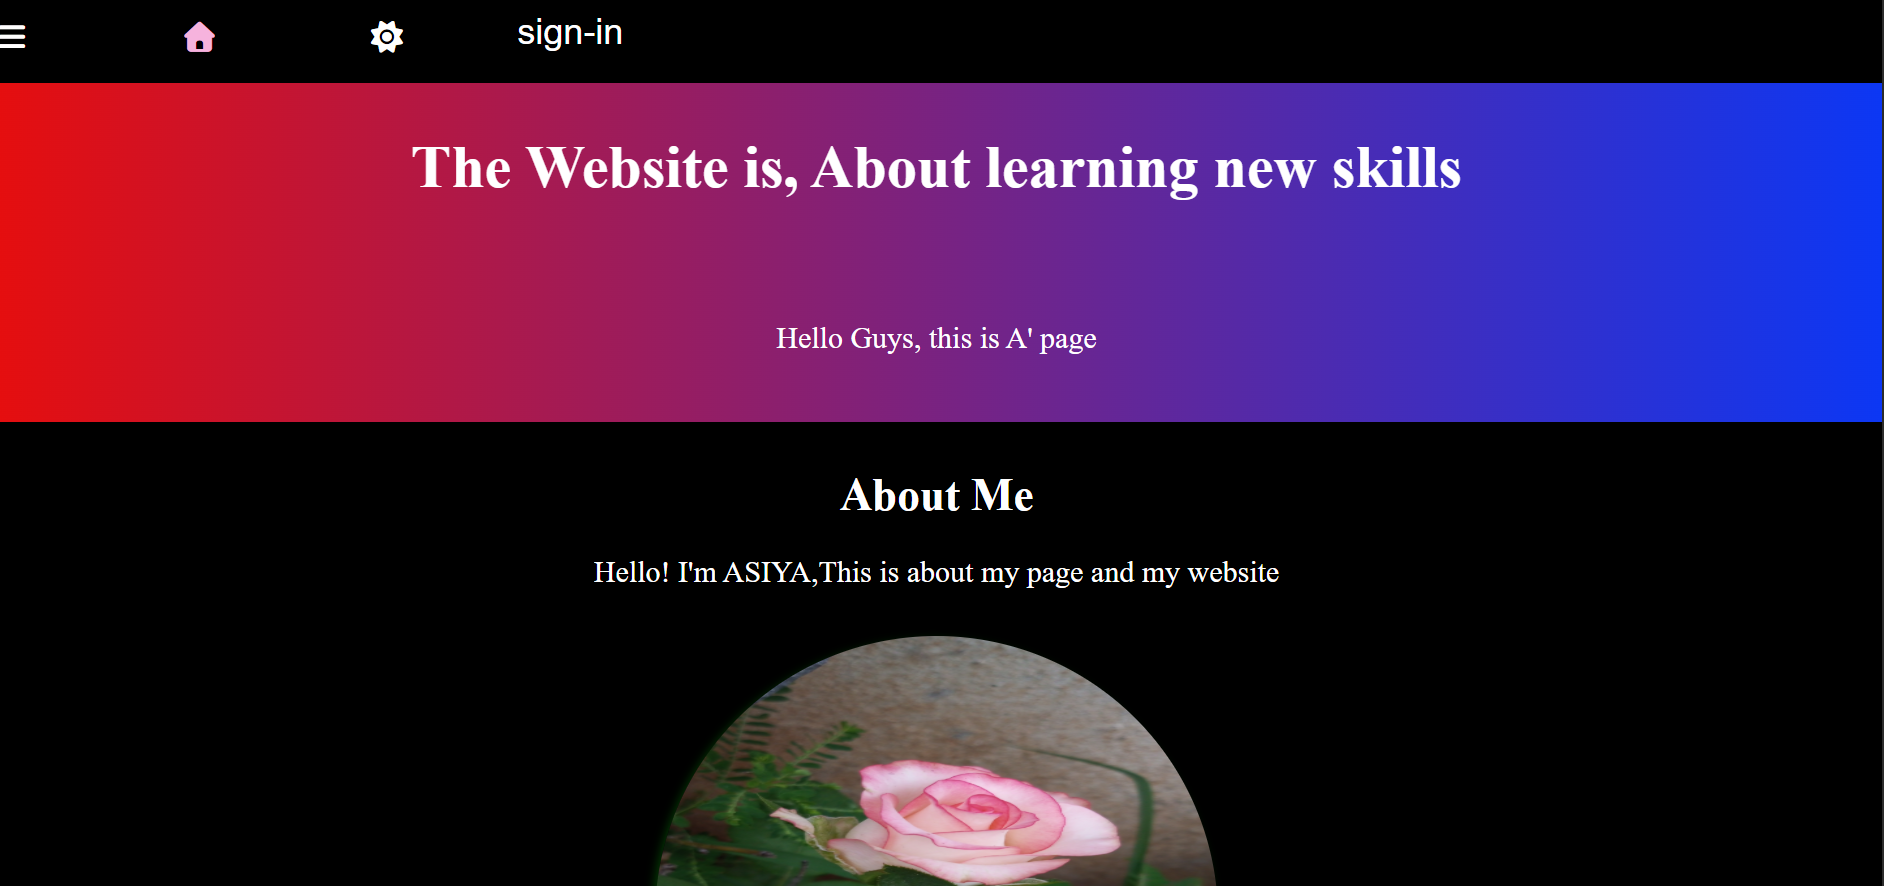 sign-in
The Website is, About learning new skills
Hello Guys, this is A' page
About Me
Hello! I'm ASIYA,This is about my page and my website